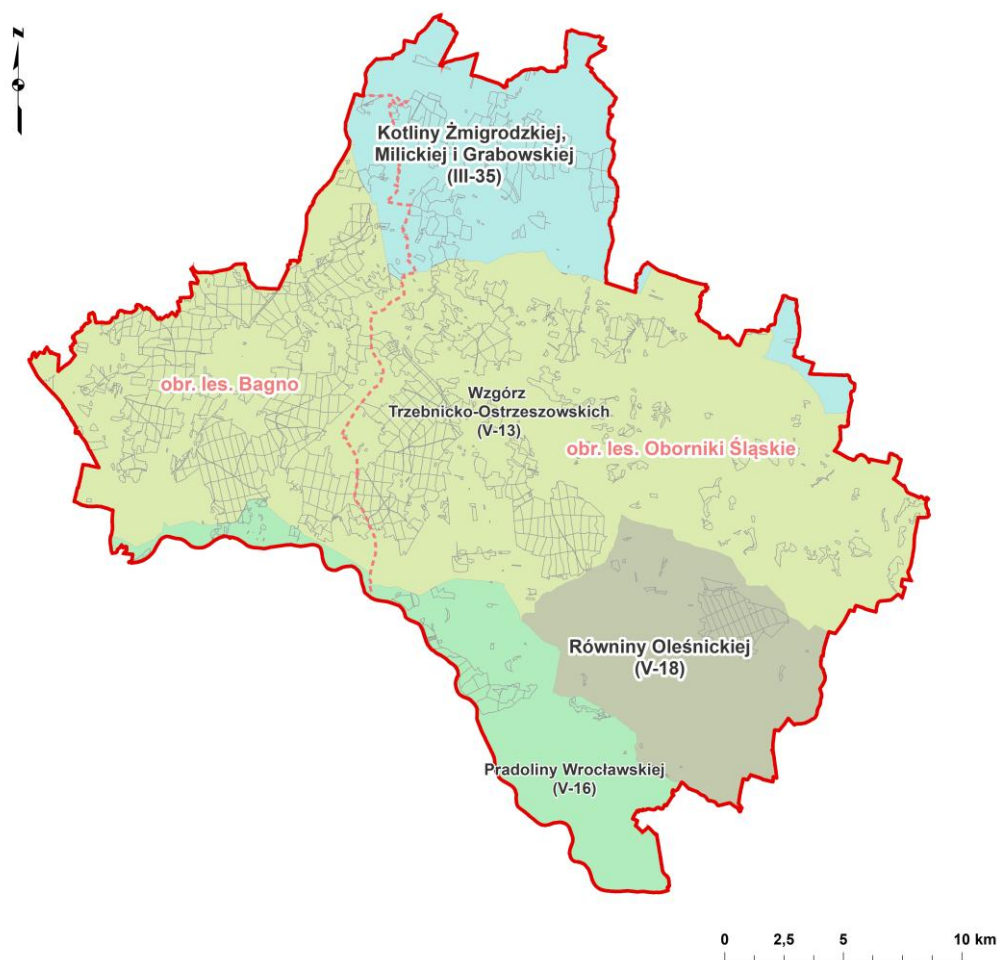 N
Kotliny Żmigrodzkiej,
Milickiej i Grabowskiej
(III-35)
obr. les. Bagno
Wzgórz
Trzebnicko-Ostrzeszowskich
(V-13)
obr. les. Oborniki Śląskie
Równiny Oleśnickiej
(V-18)
Pradoliny Wrocławskiej
(V-16)
0 2,5 5 10 km